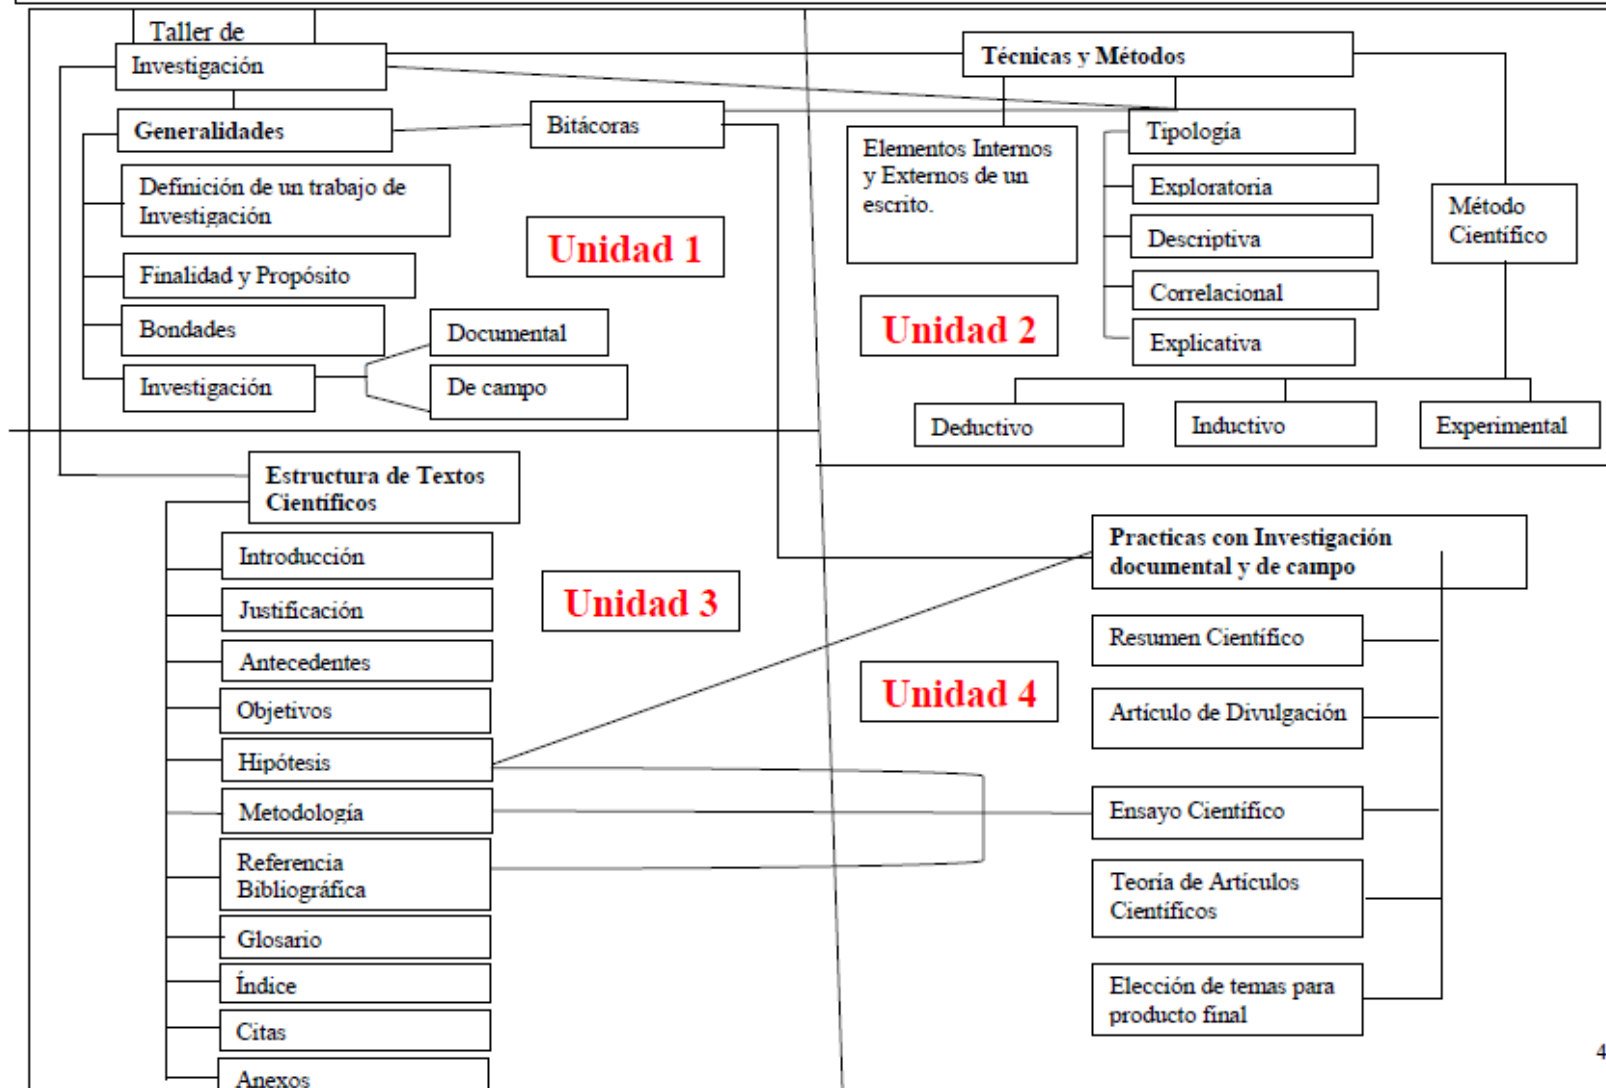 Taller de
Investigación
Generalidades
Bitácoras
Definición de un trabajo de
Investigación
Finalidad y Propósito
Bondades
Investigación
Documental
De campo
Unidad 1
Técnicas y Métodos
Elementos Internos
y Externos de un
escrito.
Tipología
Exploratoria
Descriptiva
Correlacional
Explicativa
Método
Científico
Unidad 2
Deductivo
Inductivo
Experimental
Estructura de Textos
Científicos
Introducción
Justificación
Antecedentes
Objetivos
Hipótesis
Metodología
Referencia
Bibliográfica
Glosario
Índice
Citas
Anexos
Unidad 3
Practicas con Investigación
documental y de campo
Resumen Científico
Artículo de Divulgación
Ensayo Científico
Teoría de Artículos
Científicos
Elección de temas para
producto final
Unidad 4
4